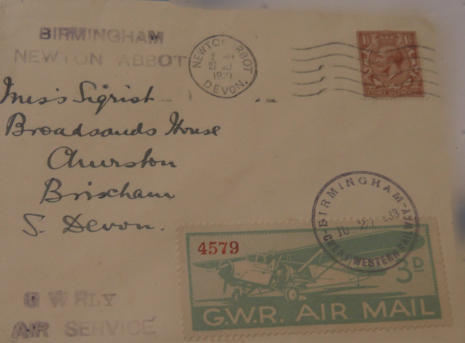 BIRMINGHAM
NEWTON ABBOT
NEWTON ABBOT
DEVON.
Miss Sigrist
Broadsands House
Churston
Brixham
S. Devon.
BIRMINGHAM
GREAT WESTERN RAILWAY
4579
3D
G.W.R. AIR MAIL
G W RLY
AIR SERVICE